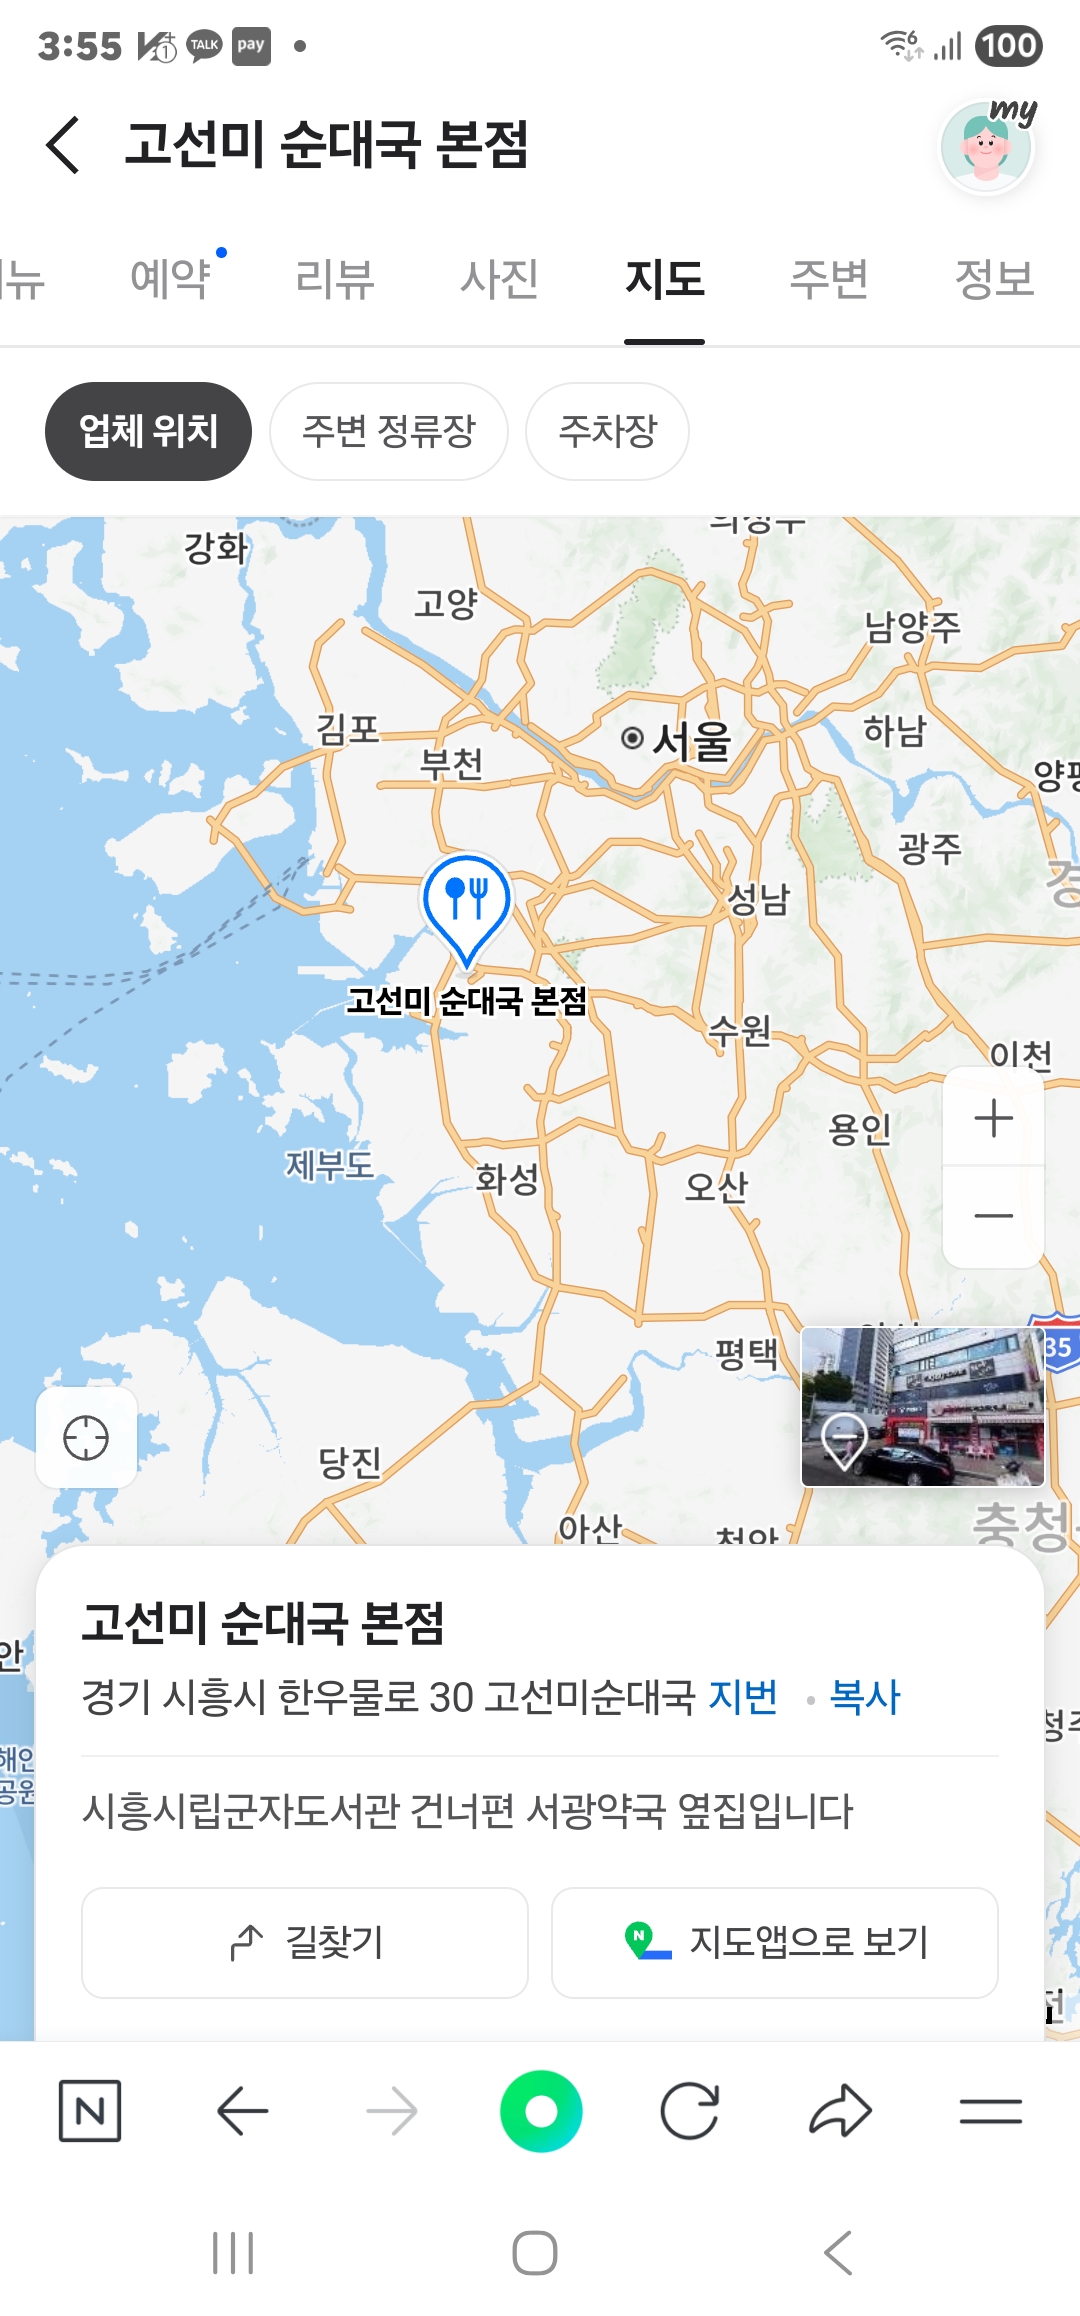 3:55 TALK pay 6 100
고선미 순대국 본점
my
예약 리뷰 사진 지도 주변 정보
업체 위치 주변 정류장 주차장
강화
고양
남양주
김포
서울
하남
부천
광주
성남
고선미 순대국 본점
수원
이천
용인
제부도
화성
오산
평택
35
당진
아산
천안
고선미 순대국 본점
경기 시흥시 한우물로 30 고선미순대국 지번 복사
시흥시립군자도서관 건너편 서광약국 옆집입니다
길찾기 N 지도앱으로 보기
N